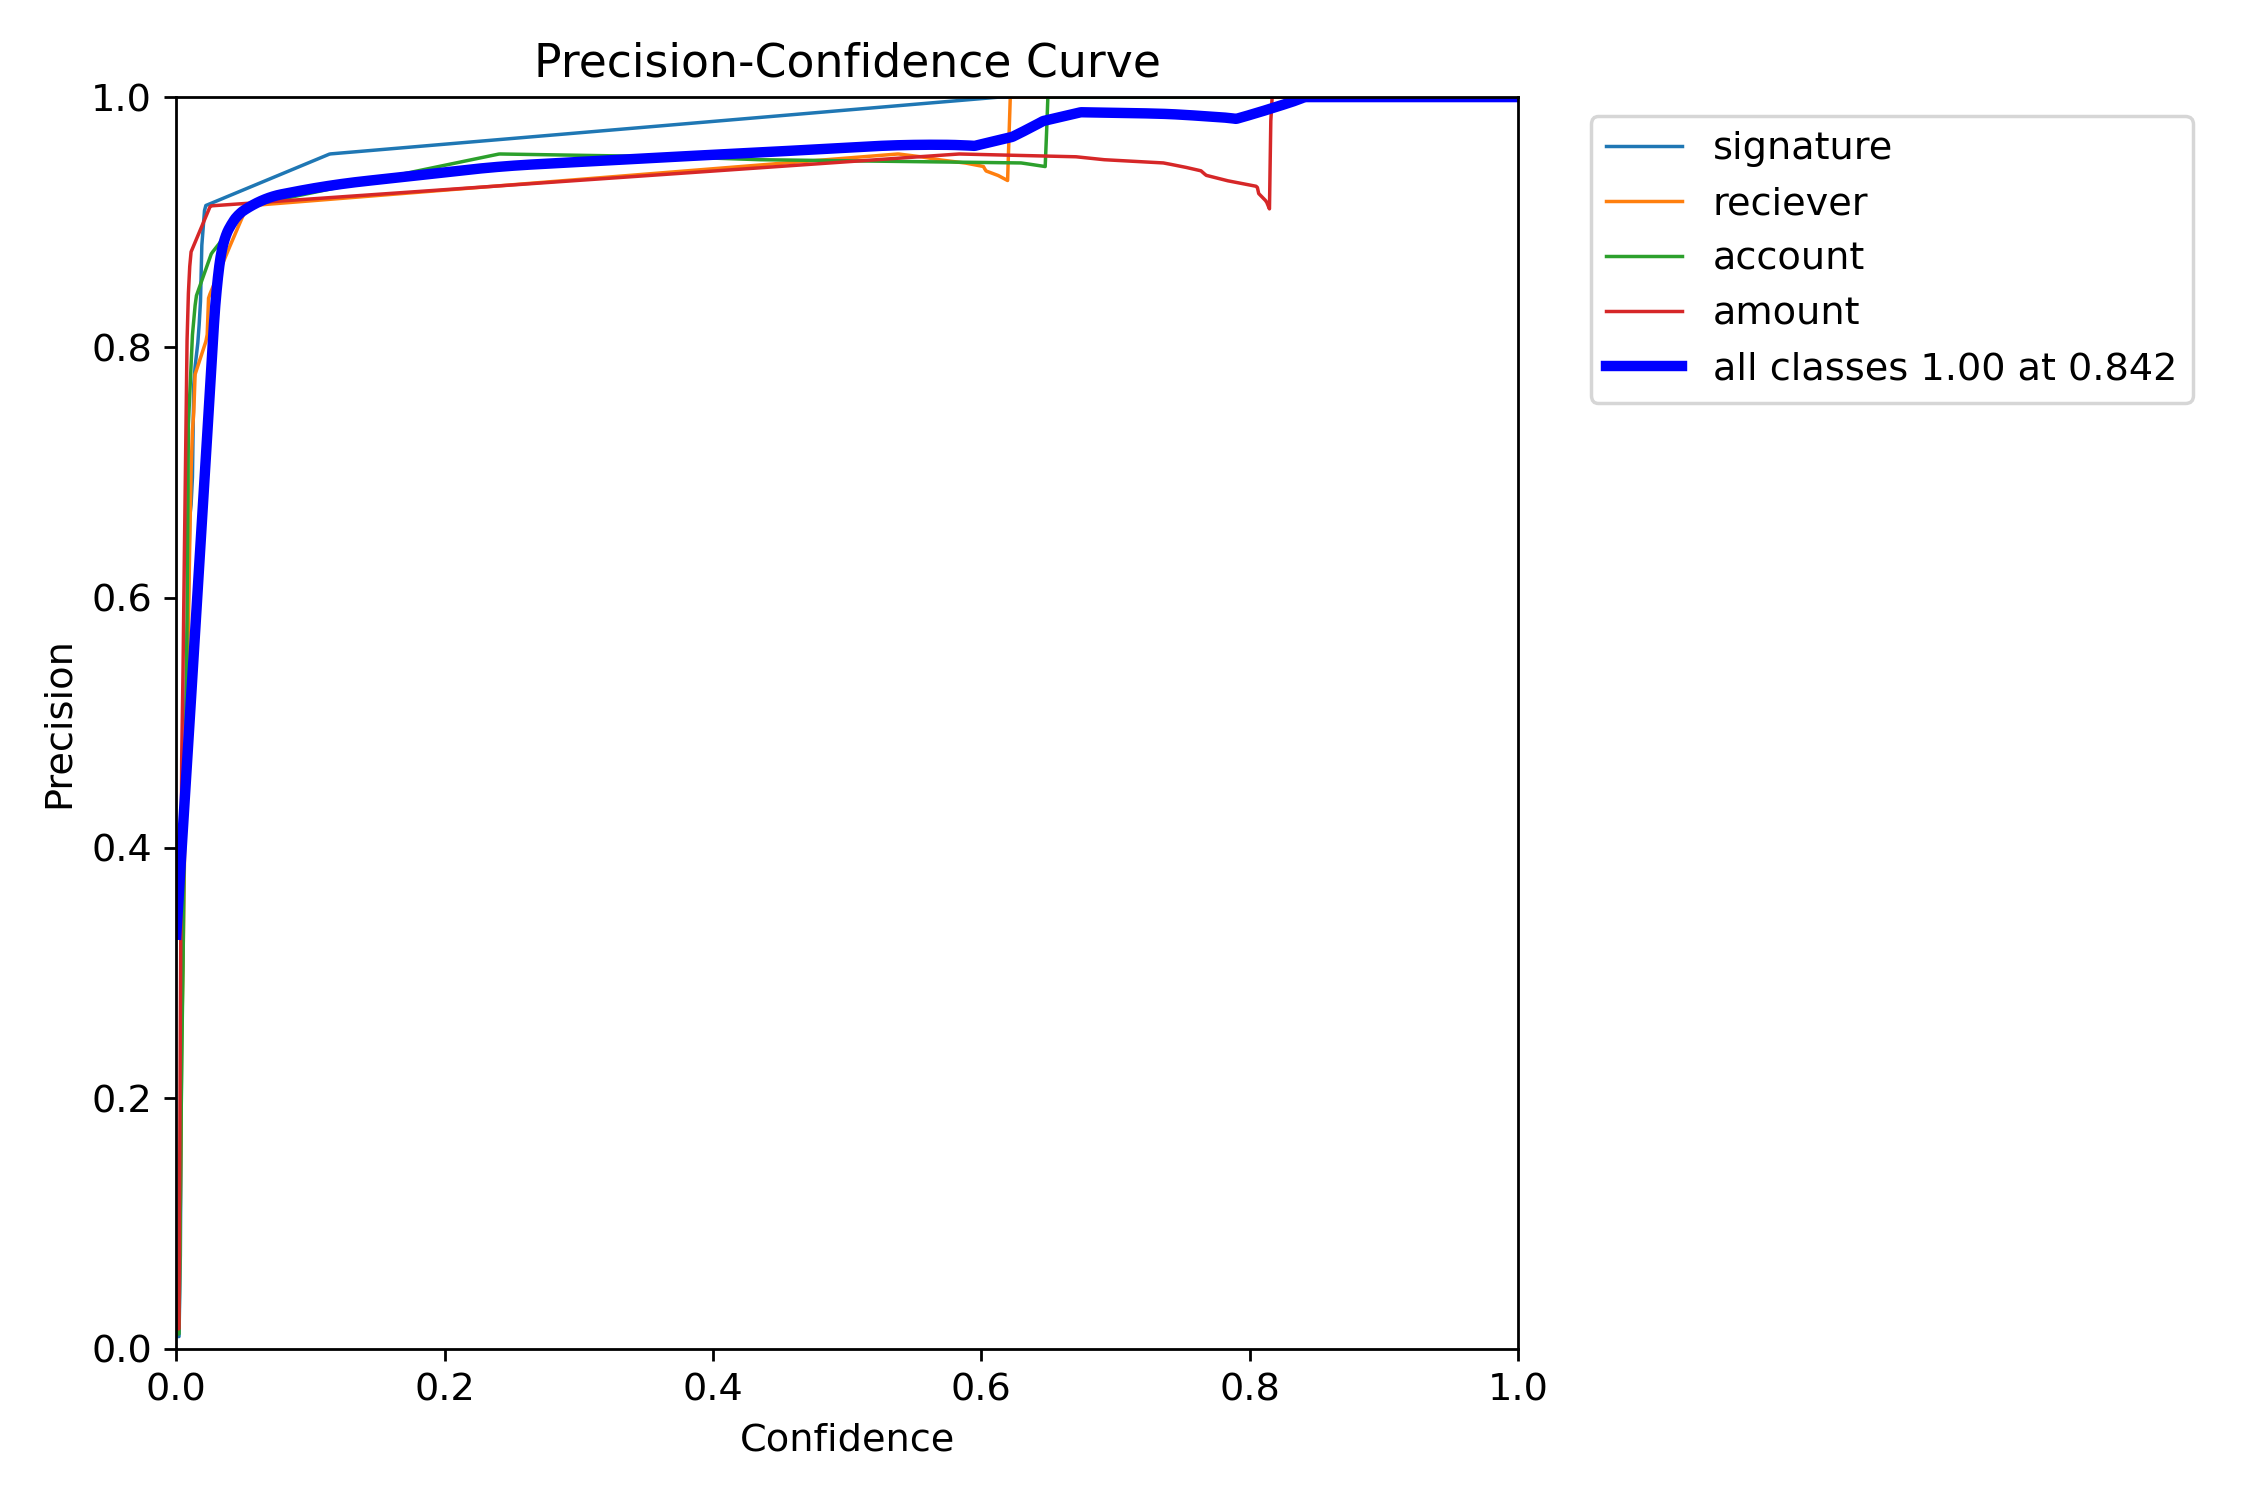 Precision-Confidence Curve
1.0
0.8
0.6
0.4
0.2
0.0
Precision
0.0 0.2 0.4 0.6 0.8 1.0
Confidence
signature
reciever
account
amount
all classes 1.00 at 0.842